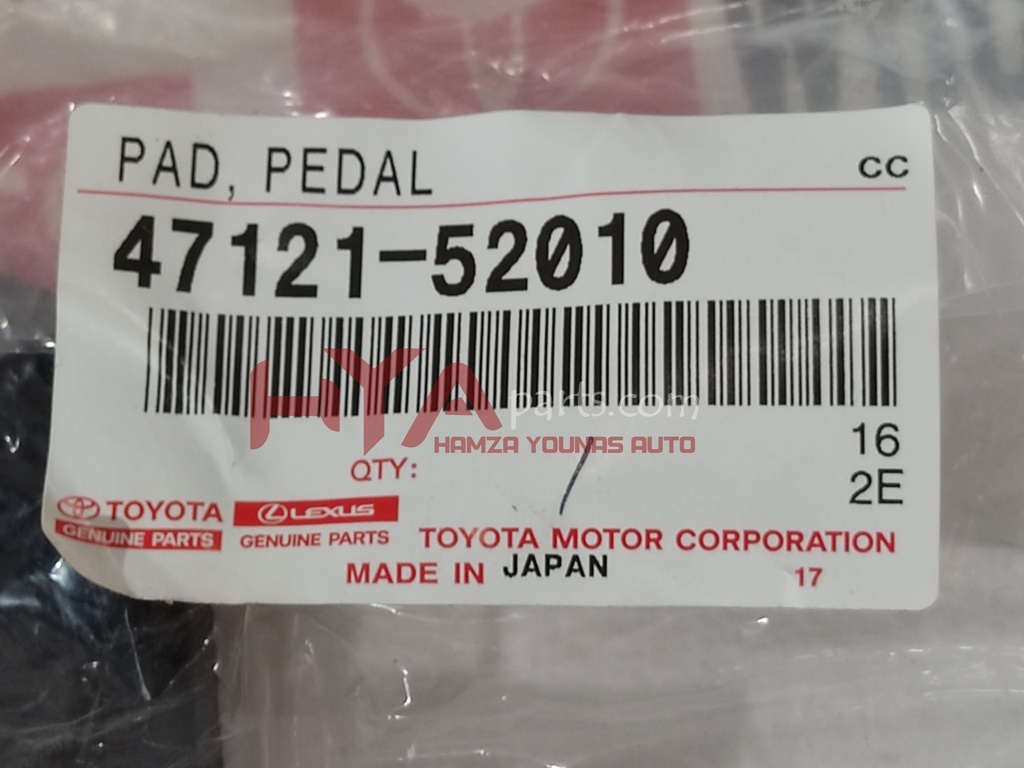 PAD, PEDAL
CC
47121-52010
HYA parts.com
HAMZA YOUNAS AUTO
16
QTY: /
2E
TOYOTA LEXUS
GENUINE PARTS GENUINE PARTS
TOYOTA MOTOR CORPORATION
MADE IN JAPAN
17